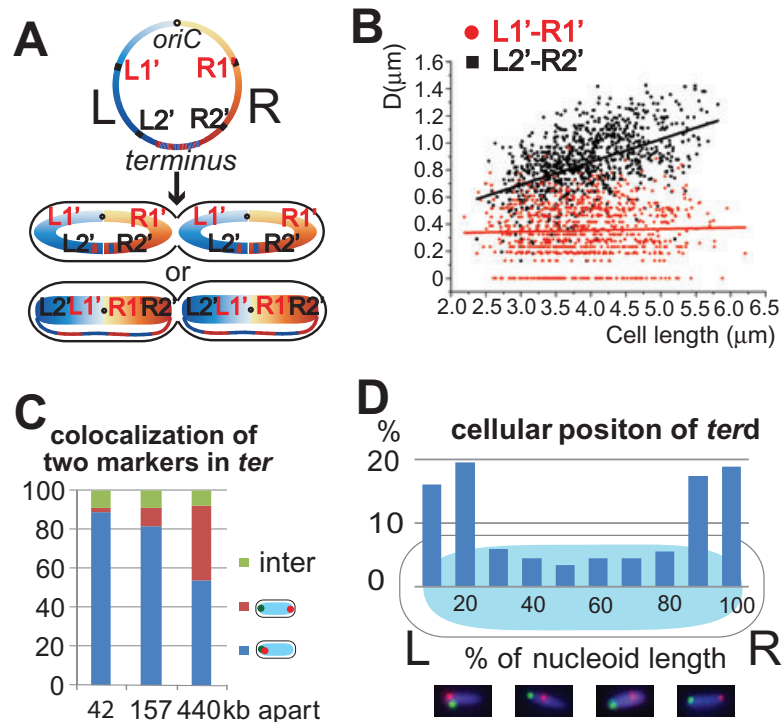 A
oriC
L1'
R1'
L
R
L2'
R2'
terminus
L1'
R1'
L1'
R1'
L2'
R2'
L2'
R2'
or
L2'
L1'
R1'
R2'
L2'
L1'
R1'
R2'
B
L1'-R1'
L2'-R2'
D(μm)
1.6
1.4
1.2
1.0
0.8
0.6
0.4
0.2
0
2.0 2.5 3.0 3.5 4.0 4.5 5.0 5.5 6.0 6.5
Cell length (μm)
C
colocalization of
two markers in ter
100
80
60
40
20
0
42 157 440 kb apart
inter
D
cellular positon of terd
%
20
10
0
20 40 60 80 100
L
R
% of nucleoid length